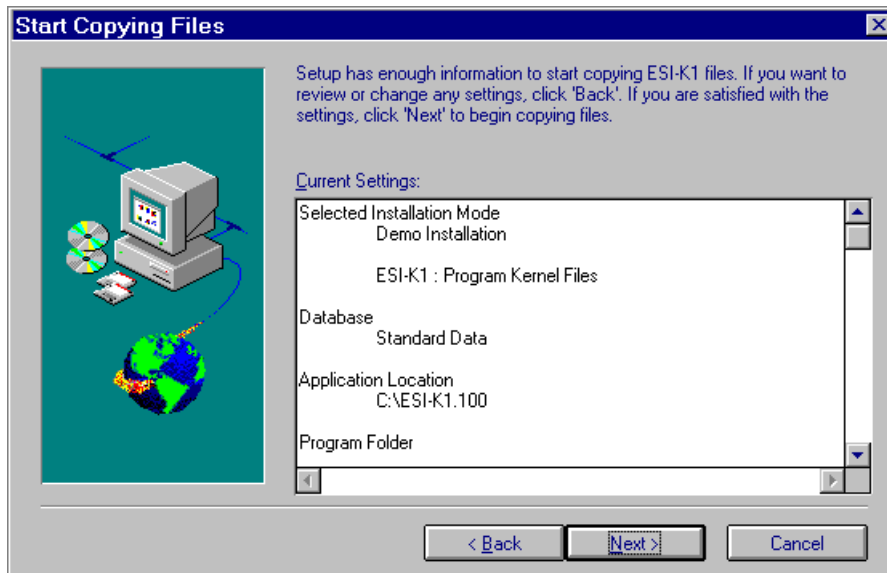 Start Copying Files
Setup has enough information to start copying ESI-K1 files. If you want to
review or change any settings, click 'Back'. If you are satisfied with the
settings, click 'Next' to begin copying files.
Current Settings:
Selected Installation Mode
Demo Installation
ESI-K1 : Program Kernel Files
Database
Standard Data
Application Location
C:\ESI-K1.100
Program Folder
< Back
Next >
Cancel